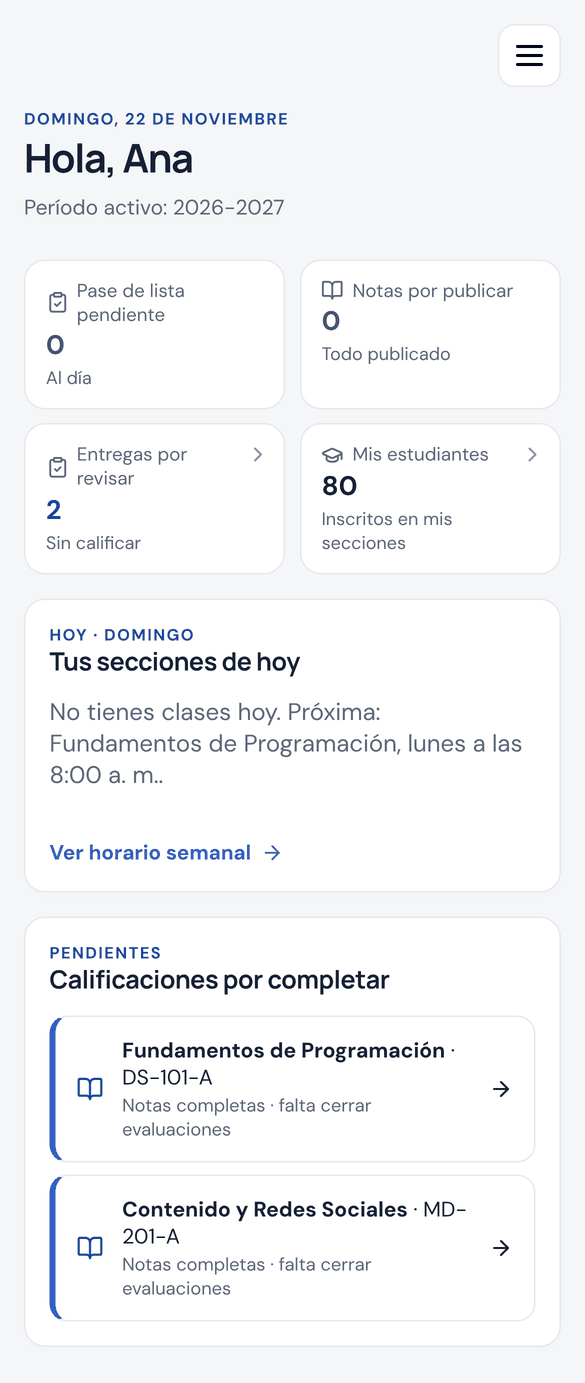 DOMINGO, 22 DE NOVIEMBRE
Hola, Ana
Período activo: 2026-2027
Pase de lista
pendiente
0
Al día
Notas por publicar
0
Todo publicado
Entregas por
revisar
2
Sin calificar
Mis estudiantes
80
Inscritos en mis
secciones
HOY · DOMINGO
Tus secciones de hoy
No tienes clases hoy. Próxima:
Fundamentos de Programación, lunes a las
8:00 a. m..
Ver horario semanal →
PENDIENTES
Calificaciones por completar
Fundamentos de Programación ·
DS-101-A
Notas completas · falta cerrar
evaluaciones
Contenido y Redes Sociales · MD-
201-A
Notas completas · falta cerrar
evaluaciones